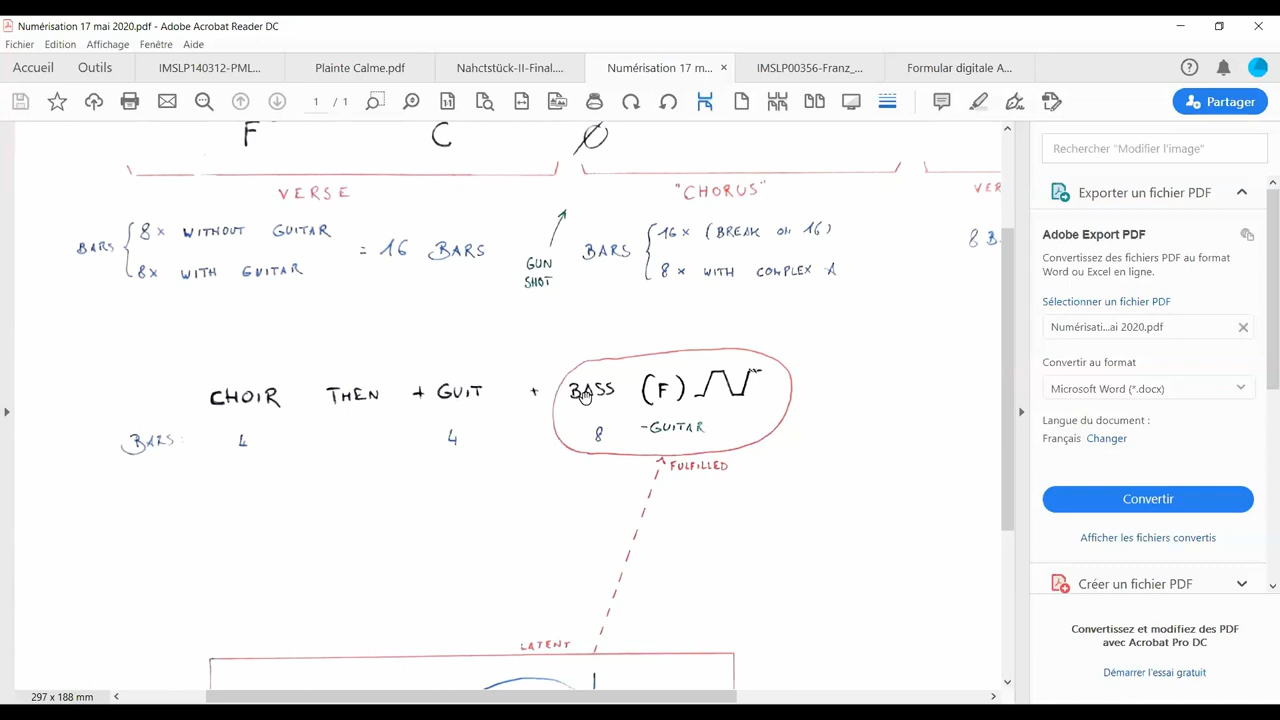 Numérisation 17 mai 2020.pdf - Adobe Acrobat Reader DC
Fichier Edition Affichage Fenêtre Aide
Accueil Outils IMSLP140312-PML... Plainte Calme.pdf Nahctstück-II-Final.... Numérisation 17 m... × IMSLP00356-Franz_... Formular digitale A...
1 / 1 Partager
F C Ø
VERSE "CHORUS" VER
BARS 8x WITHOUT GUITAR = 16 BARS
8x WITH GUITAR
GUN SHOT
BARS 16x (BREAK ON 16)
8x WITH COMPLEX
8 B
CHOIR THEN + GUIT + BASS (F)
BARS: 4 4 8 -GUITAR
FULFILLED
LATENT
297 x 188 mm
Rechercher "Modifier l'image"
Exporter un fichier PDF
Adobe Export PDF
Convertissez des fichiers PDF au format
Word ou Excel en ligne.
Sélectionner un fichier PDF
Numérisati...ai 2020.pdf
Convertir au format
Microsoft Word (*.docx)
Langue du document :
Français Changer
Convertir
Afficher les fichiers convertis
Créer un fichier PDF
Convertissez et modifiez des PDF
avec Acrobat Pro DC
Démarrer l'essai gratuit